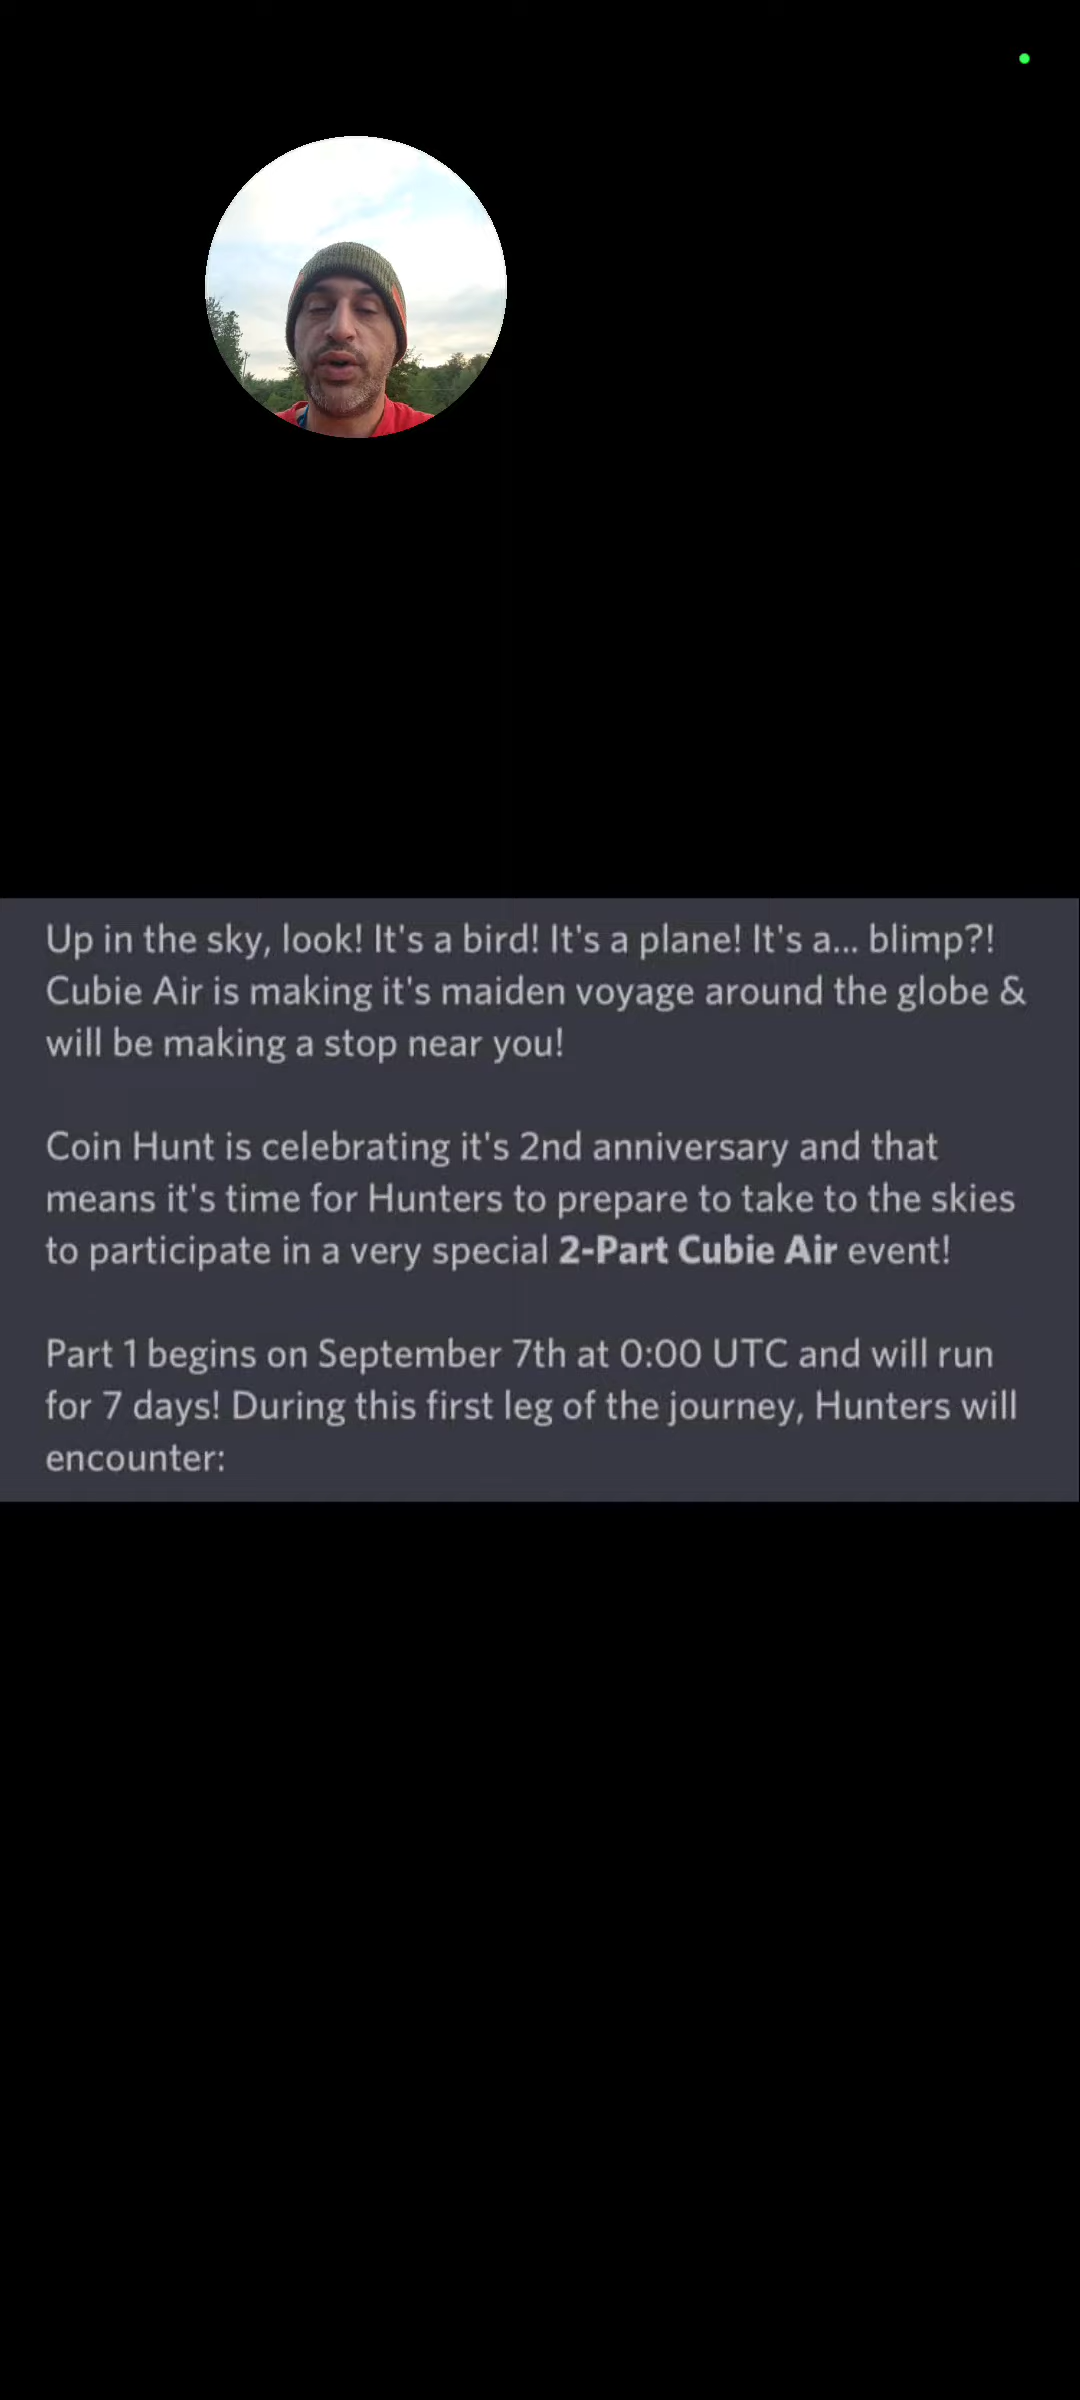 Up in the sky, look! It's a bird! It's a plane! It's a... blimp?!
Cubie Air is making it's maiden voyage around the globe &
will be making a stop near you!
Coin Hunt is celebrating it's 2nd anniversary and that
means it's time for Hunters to prepare to take to the skies
to participate in a very special 2-Part Cubie Air event!
Part 1 begins on September 7th at 0:00 UTC and will run
for 7 days! During this first leg of the journey, Hunters will
encounter: